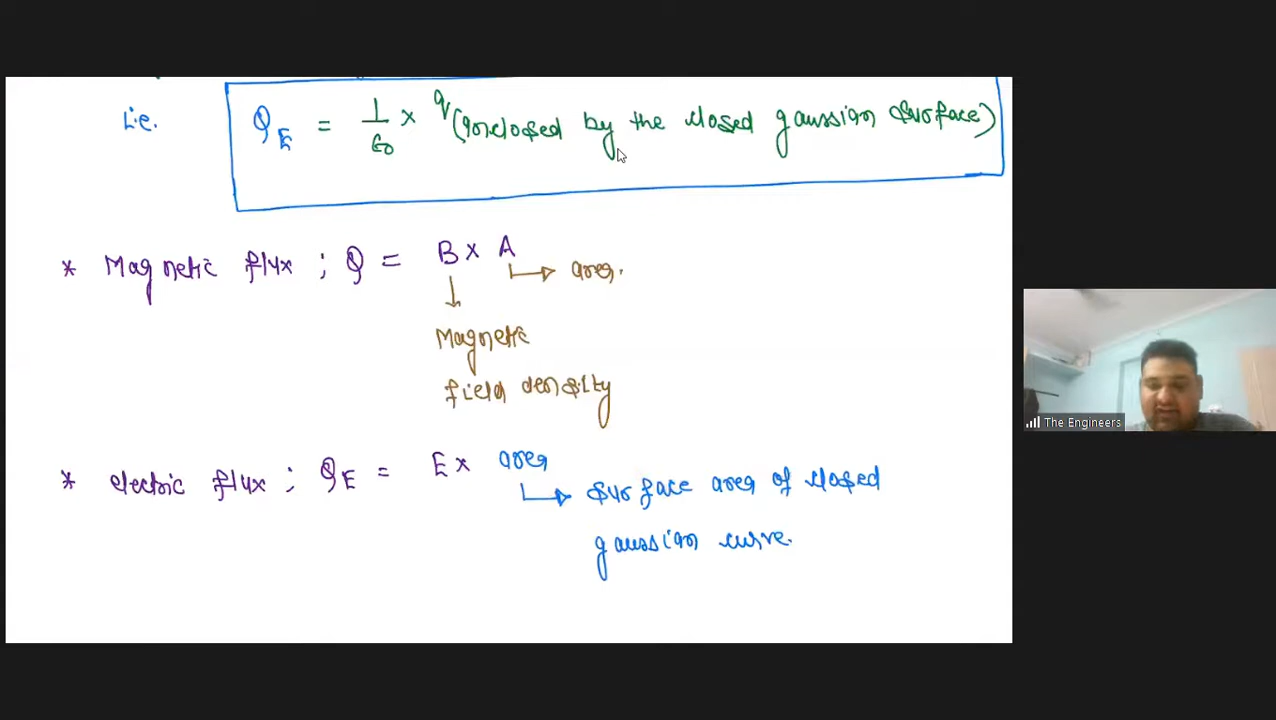 i.e. φE = 1/ε0 × q(enclosed by the closed gaussian surface)
* Magnetic flux ; φ = B × A
→ area.
↓
Magnetic
field density
* electric flux ; φE = E × area
→ surface area of closed
gaussian curve.
The Engineers